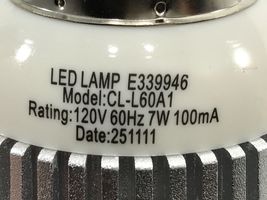 LED LAMP E339946
Model:CL-L60A1
Rating:120V 60Hz 7W 100mA
Date:251111